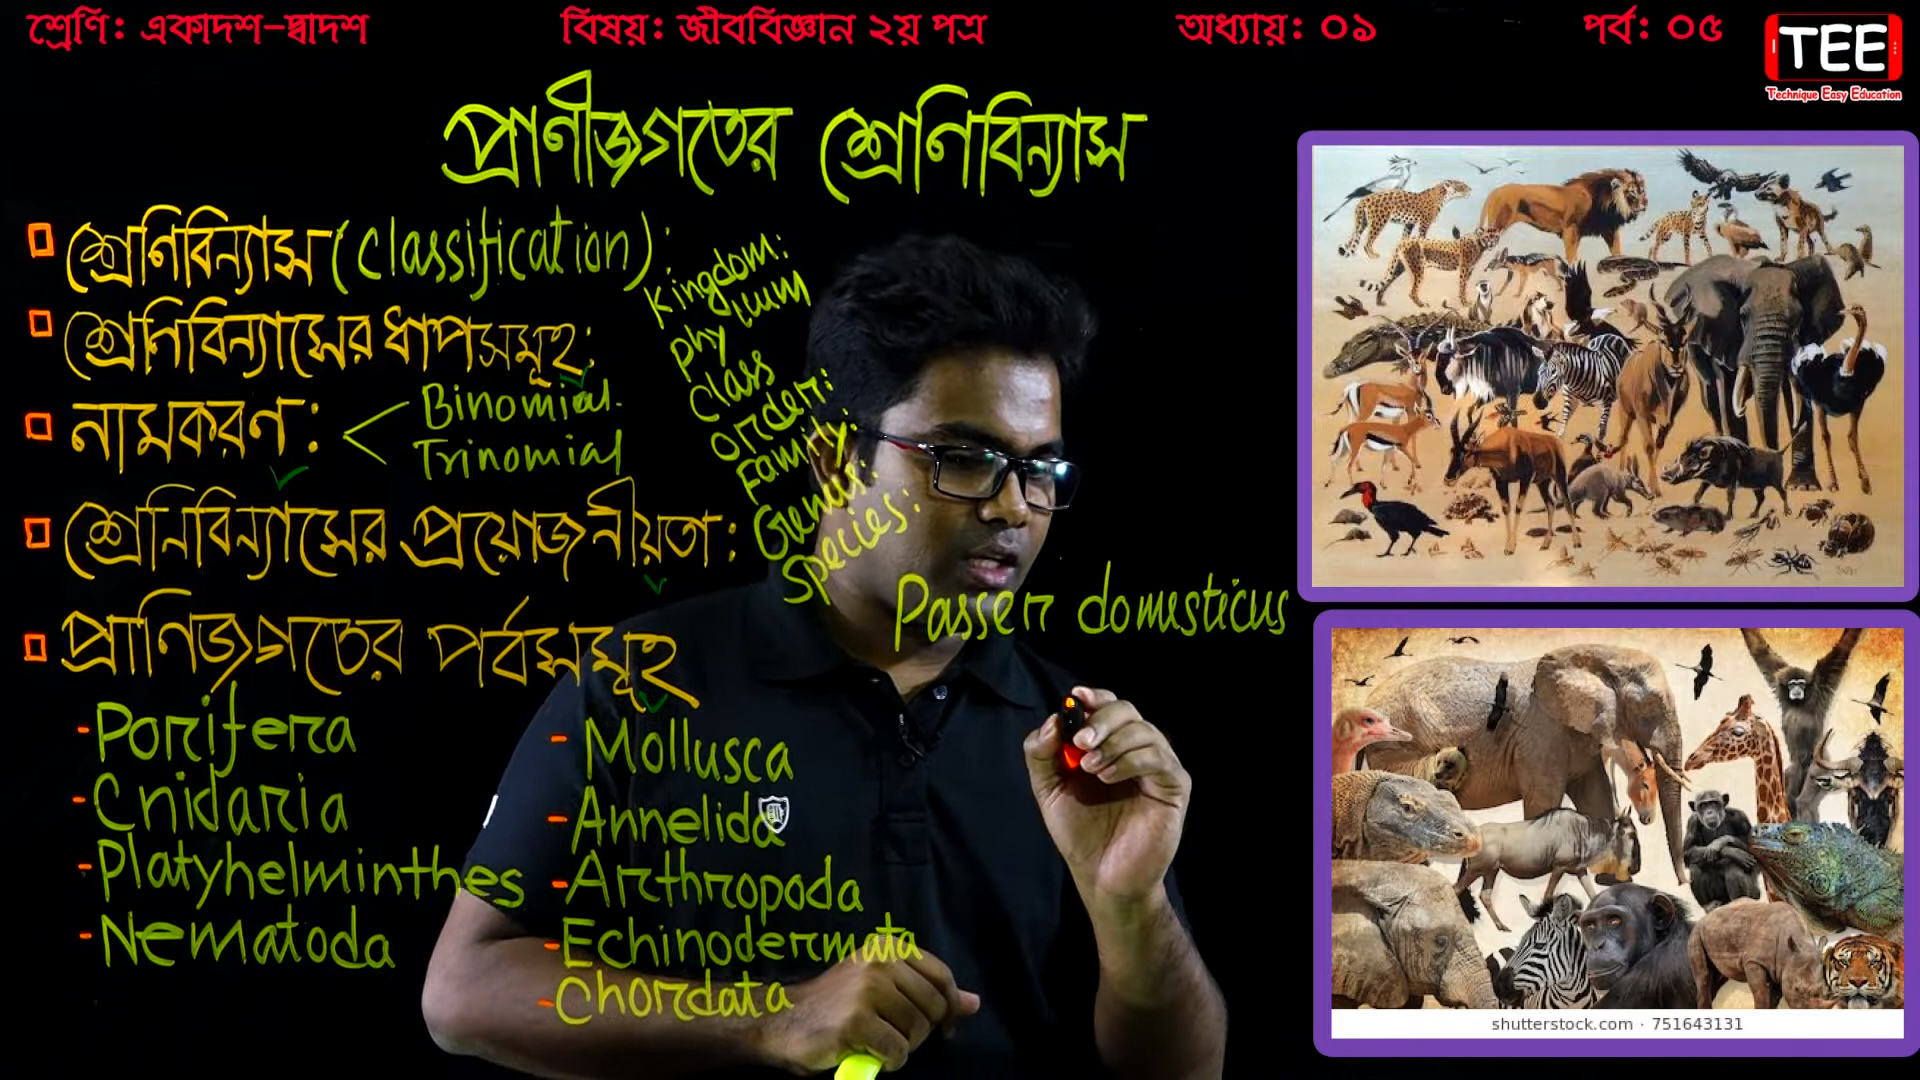 শ্রেণি: একাদশ-দ্বাদশ বিষয়: জীববিজ্ঞান ২য় পত্র অধ্যায়: ০১ পর্ব: ০৫
TEE
Technique Easy Education
প্রাণীজগতের শ্রেণিবিন্যাস
শ্রেণিবিন্যাস (Classification):
শ্রেনিবিন্যাসের ধাপসমূহ:
নামকরণ:
Binomial
Trinomial
শ্রেনিবিন্যাসের প্রয়োজনীয়তা:
Kingdom:
Phylum
Class
Order:
Family:
Genus:
Species:
Passer domesticus
প্রাণিজগতের পর্বসমূহ
- Porifera
- Cnidaria
- Platyhelminthes
- Nematoda
- Mollusca
- Annelida
- Arthropoda
- Echinodermata
- Chordata
shutterstock.com · 751643131